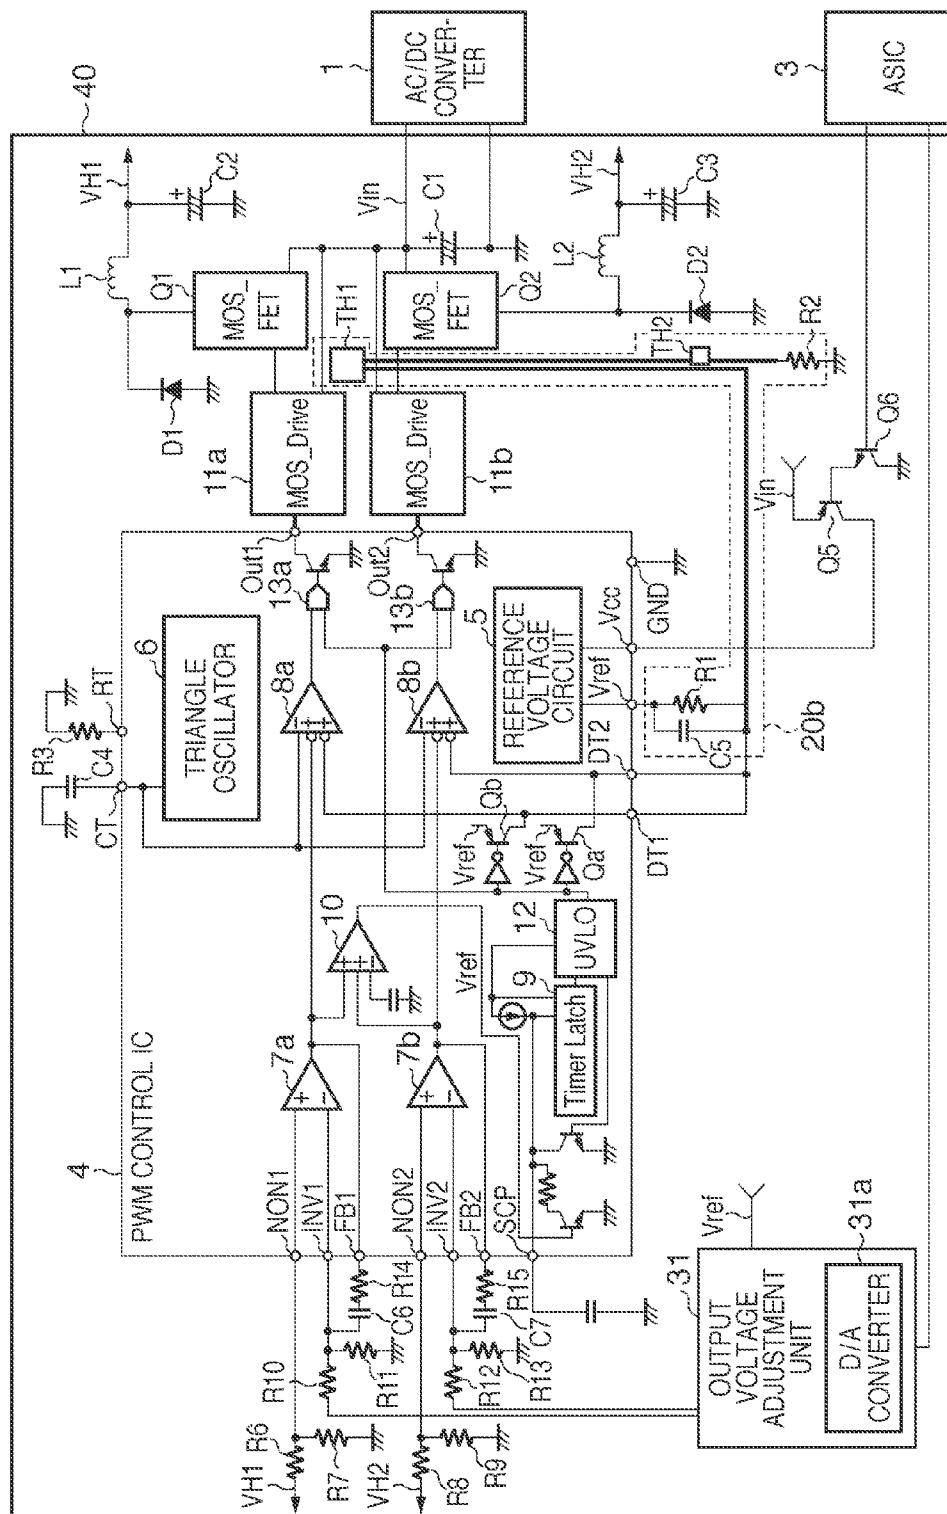 40
1
AC/DC CONVER-
TER
3
ASIC
VH1
C2
+
L1
Q1
MOS_
FET
Vin
C1
+
TH1
MOS_
FET
Q2
VH2
C3
+
L2
D2
TH2
R2
D1
11a
MOS_Drive
MOS_Drive
11b
Q6
Vin
Q5
Out1
13a
Out2
13b
GND
Vcc
Vref
DT2
DT1
R1
C5
20b
RT
R3
C4
CT
6
TRIANGLE
OSCILLATOR
8a
8b
5
REFERENCE
VOLTAGE
CIRCUIT
Vref
Qb
Vref
Qa
10
Vref
12
UVLO
9
Timer Latch
7a
+
−
7b
+
−
4
PWM CONTROL IC
NON1
INV1
FB1
NON2
INV2
FB2
SCP
R14
C6
R15
C7
R10
R11
R12
R13
VH1
R6
R7
VH2
R8
R9
31
OUTPUT
VOLTAGE
ADJUSTMENT
UNIT
Vref
31a
D/A
CONVERTER